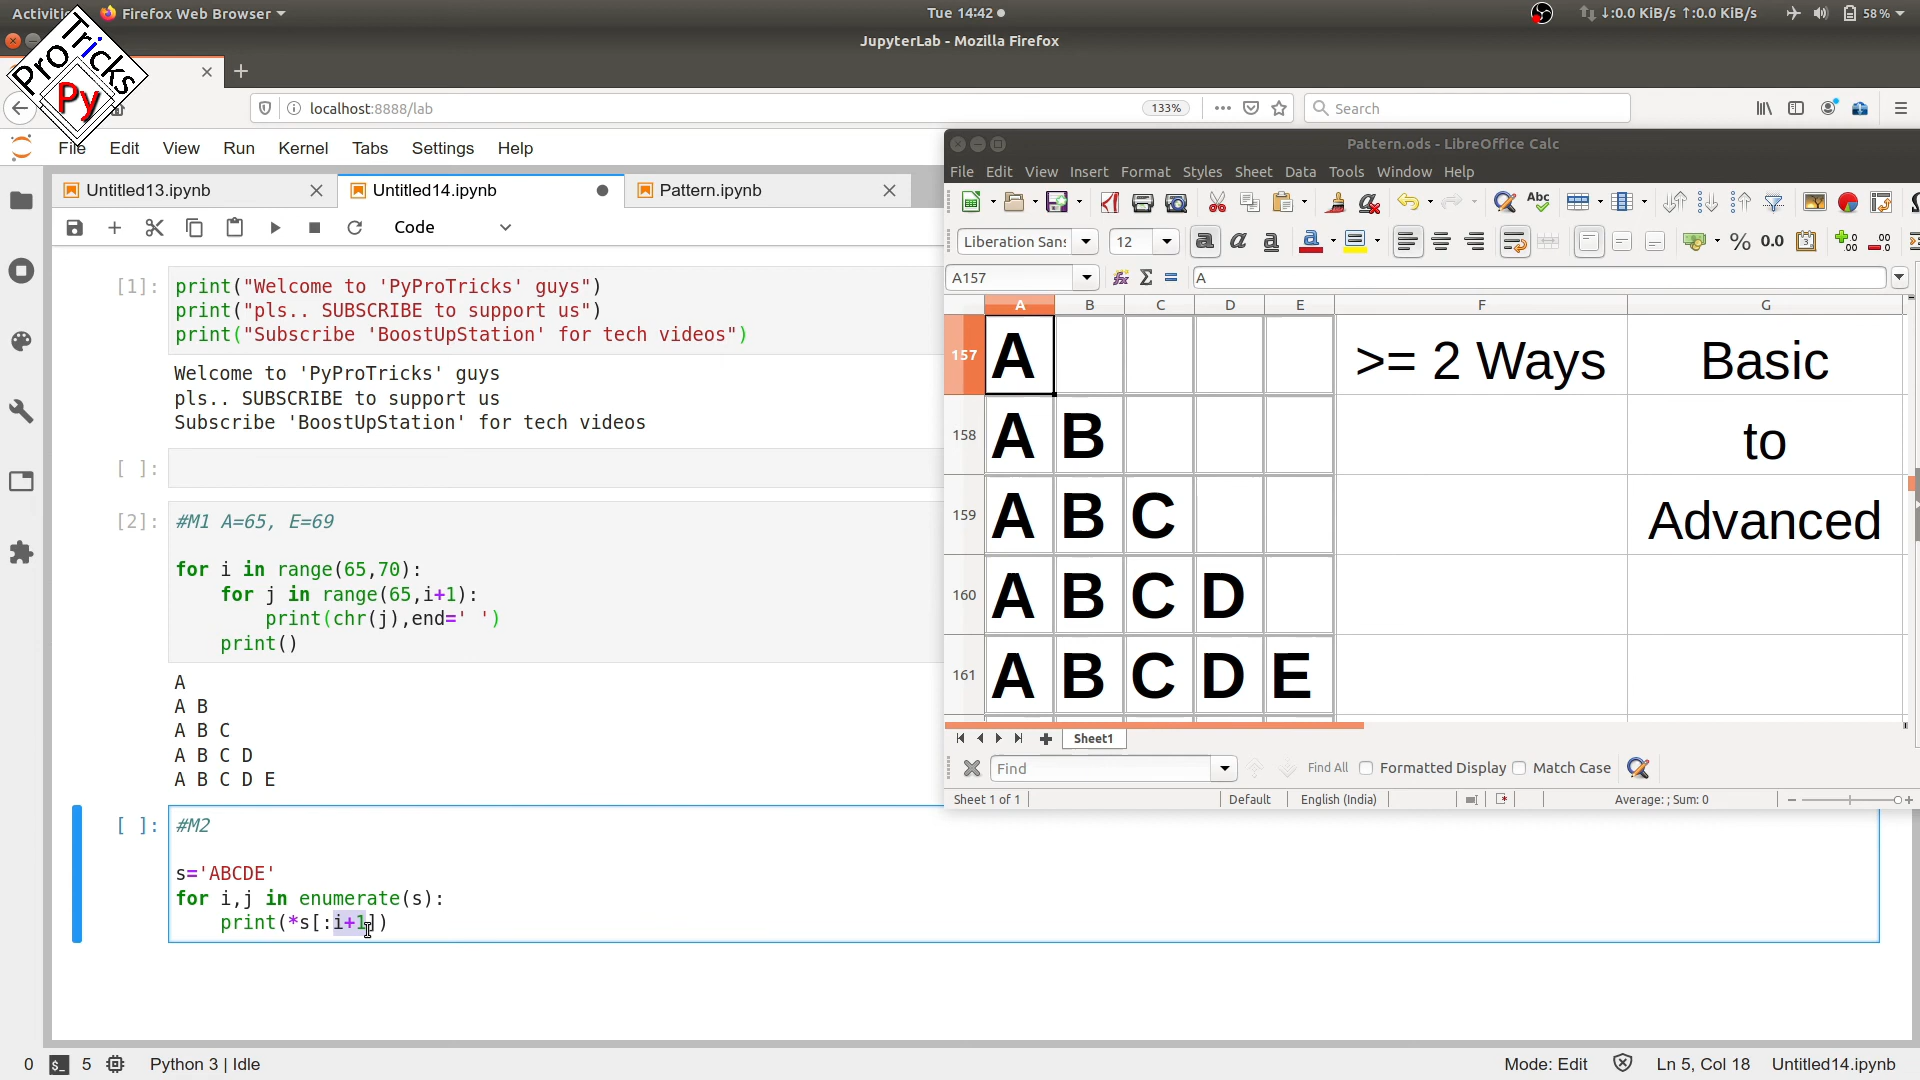 Activities Firefox Web Browser Tue 14:42 ↓:0.0 KiB/s ↑:0.0 KiB/s 58 %
JupyterLab - Mozilla Firefox
ProTricks
Py
localhost:8888/lab 133% Search
File Edit View Run Kernel Tabs Settings Help
Untitled13.ipynb Untitled14.ipynb Pattern.ipynb
Code
[1]: print("Welcome to 'PyProTricks' guys")
print("pls.. SUBSCRIBE to support us")
print("Subscribe 'BoostUpStation' for tech videos")
Welcome to 'PyProTricks' guys
pls.. SUBSCRIBE to support us
Subscribe 'BoostUpStation' for tech videos
[ ]:
[2]: #M1 A=65, E=69
for i in range(65,70):
    for j in range(65,i+1):
        print(chr(j),end=' ')
    print()
A
A B
A B C
A B C D
A B C D E
[ ]: #M2
s='ABCDE'
for i,j in enumerate(s):
    print(*s[:i+1])
Pattern.ods - LibreOffice Calc
File Edit View Insert Format Styles Sheet Data Tools Window Help
Abc
Liberation Sans 12 a a a a % 0.0
A157 A
A B C D E F G
157 A >= 2 Ways Basic
158 A B to
159 A B C Advanced
160 A B C D
161 A B C D E
Sheet1
Find Find All Formatted Display Match Case
Sheet 1 of 1 Default English (India) Average: ; Sum: 0
0 5 Python 3 | Idle Mode: Edit Ln 5, Col 18 Untitled14.ipynb